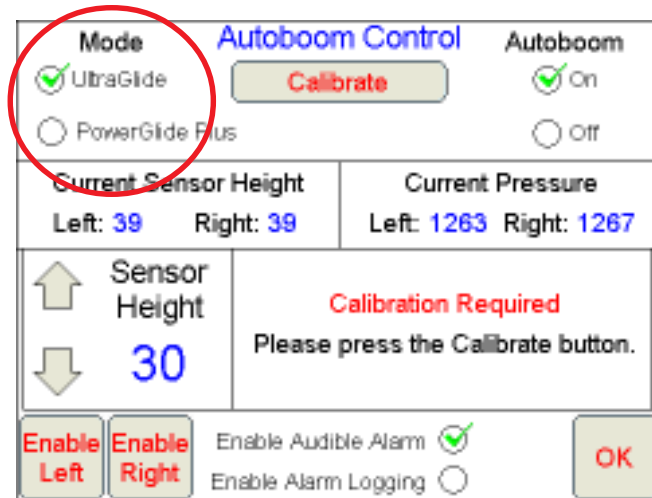 Mode
Autoboom Control
Autoboom
UltraGlide
Calibrate
On
PowerGlide Plus
Off
Current Sensor Height
Current Pressure
Left: 39 Right: 39
Left: 1263 Right: 1267
Sensor
Height
30
Calibration Required
Please press the Calibrate button.
Enable
Left
Enable
Right
Enable Audible Alarm
Enable Alarm Logging
OK